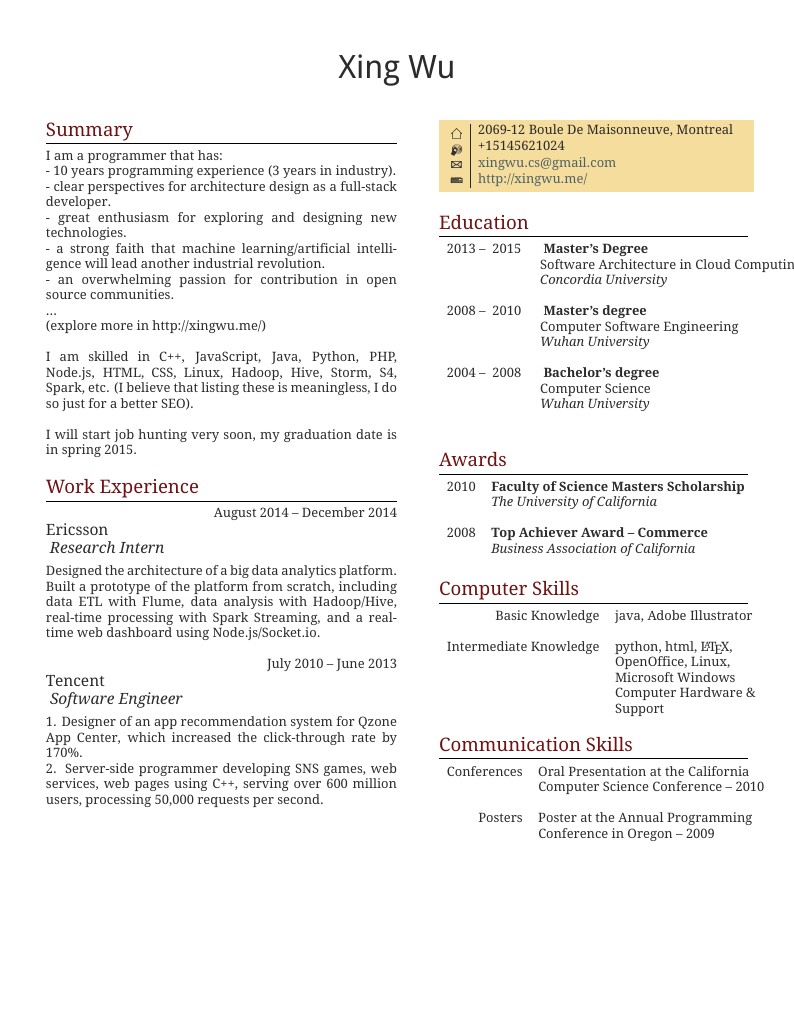 Xing Wu
Summary
I am a programmer that has:
- 10 years programming experience (3 years in industry).
- clear perspectives for architecture design as a full-stack
developer.
- great enthusiasm for exploring and designing new
technologies.
- a strong faith that machine learning/artificial intelli-
gence will lead another industrial revolution.
- an overwhelming passion for contribution in open
source communities.
...
(explore more in http://xingwu.me/)
I am skilled in C++, JavaScript, Java, Python, PHP,
Node.js, HTML, CSS, Linux, Hadoop, Hive, Storm, S4,
Spark, etc. (I believe that listing these is meaningless, I do
so just for a better SEO).
I will start job hunting very soon, my graduation date is
in spring 2015.
Work Experience
August 2014 – December 2014
Ericsson
Research Intern
Designed the architecture of a big data analytics platform.
Built a prototype of the platform from scratch, including
data ETL with Flume, data analysis with Hadoop/Hive,
real-time processing with Spark Streaming, and a real-
time web dashboard using Node.js/Socket.io.
July 2010 – June 2013
Tencent
Software Engineer
1. Designer of an app recommendation system for Qzone
App Center, which increased the click-through rate by
170%.
2. Server-side programmer developing SNS games, web
services, web pages using C++, serving over 600 million
users, processing 50,000 requests per second.
2069-12 Boule De Maisonneuve, Montreal
+15145621024
xingwu.cs@gmail.com
http://xingwu.me/
Education
2013 – 2015 Master's Degree
Software Architecture in Cloud Computin
Concordia University
2008 – 2010 Master's degree
Computer Software Engineering
Wuhan University
2004 – 2008 Bachelor's degree
Computer Science
Wuhan University
Awards
2010 Faculty of Science Masters Scholarship
The University of California
2008 Top Achiever Award – Commerce
Business Association of California
Computer Skills
Basic Knowledge java, Adobe Illustrator
Intermediate Knowledge python, html, LATEX,
OpenOffice, Linux,
Microsoft Windows
Computer Hardware &
Support
Communication Skills
Conferences Oral Presentation at the California
Computer Science Conference – 2010
Posters Poster at the Annual Programming
Conference in Oregon – 2009